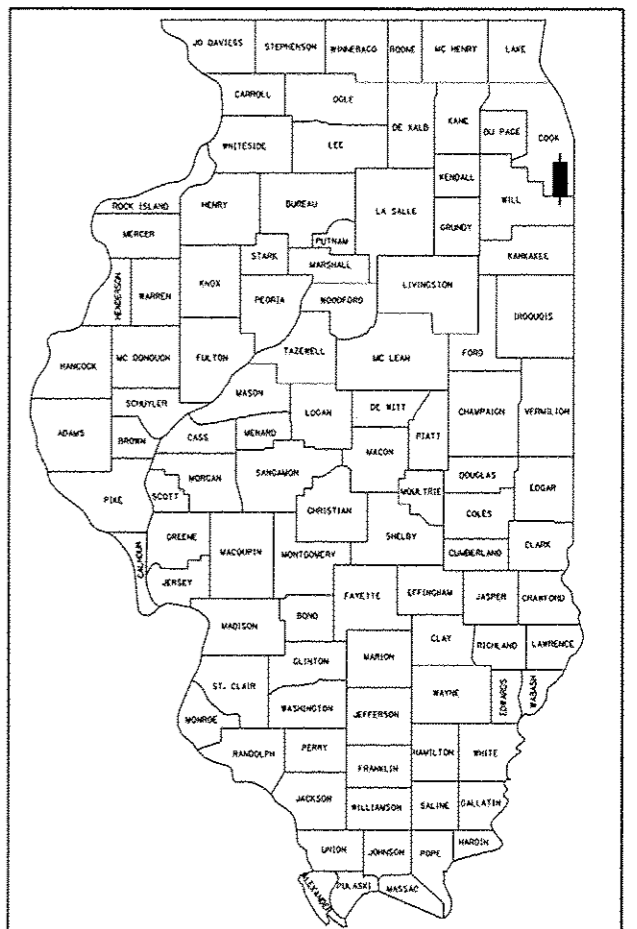 JO DAVIESS
STEPHENSON
WINNEBAGO
BOONE
MC HENRY
LAKE
CARROLL
OGLE
DE KALB
KANE
DU PAGE
COOK
WHITESIDE
LEE
KENDALL
WILL
ROCK ISLAND
HENRY
BUREAU
LA SALLE
GRUNDY
MERCER
PUTNAM
KANKAKEE
STARK
MARSHALL
HENDERSON
WARREN
KNOX
PEORIA
WOODFORD
LIVINGSTON
IROQUOIS
HANCOCK
MC DONOUGH
FULTON
TAZEWELL
MC LEAN
FORD
MASON
SCHUYLER
LOGAN
DE WITT
CHAMPAIGN
VERMILION
ADAMS
BROWN
CASS
MENARD
MACON
PIATT
PIKE
SCOTT
MORGAN
SANGAMON
CHRISTIAN
MOULTRIE
DOUGLAS
EDGAR
COLES
CALHOUN
GREENE
MACOUPIN
MONTGOMERY
SHELBY
CUMBERLAND
CLARK
JERSEY
FAYETTE
EFFINGHAM
JASPER
CRAWFORD
MADISON
BOND
CLAY
RICHLAND
LAWRENCE
CLINTON
MARION
ST. CLAIR
WAYNE
EDWARDS
WABASH
WASHINGTON
JEFFERSON
MONROE
RANDOLPH
PERRY
HAMILTON
WHITE
FRANKLIN
JACKSON
WILLIAMSON
SALINE
GALLATIN
UNION
JOHNSON
POPE
HARDIN
ALEXANDER
PULASKI
MASSAC